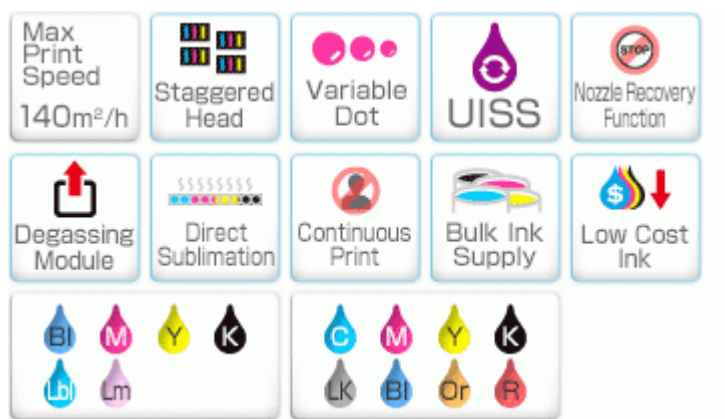 Max
Print
Speed
140m²/h
Staggered
Head
Variable
Dot
UISS
STOP
Nozzle Recovery
Function
Degassing
Module
Direct
Sublimation
Continuous
Print
Bulk Ink
Supply
$
Low Cost
Ink
Bl M Y K
Lbl Lm
C M Y K
LK Bl Or R